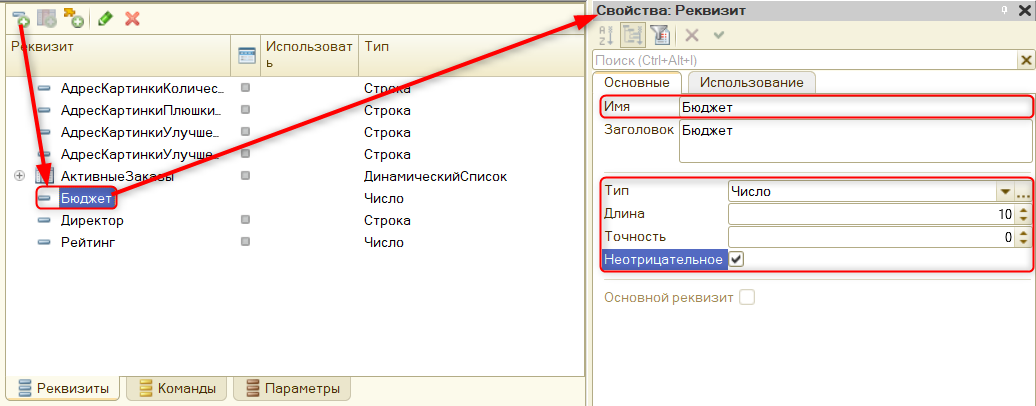 Реквизит
Использоват
ь
Тип
АдресКартинкиКоличес...
Строка
АдресКартинкиПлюшки...
Строка
АдресКартинкиУлучше...
Строка
АдресКартинкиУлучше...
Строка
АктивныеЗаказы
ДинамическийСписок
Бюджет
Число
Директор
Строка
Рейтинг
Число
Реквизиты
Команды
Параметры
Свойства: Реквизит
Поиск (Ctrl+Alt+I)
Основные
Использование
Имя
Бюджет
Заголовок
Бюджет
Тип
Число
Длина
10
Точность
0
Неотрицательное
Основной реквизит